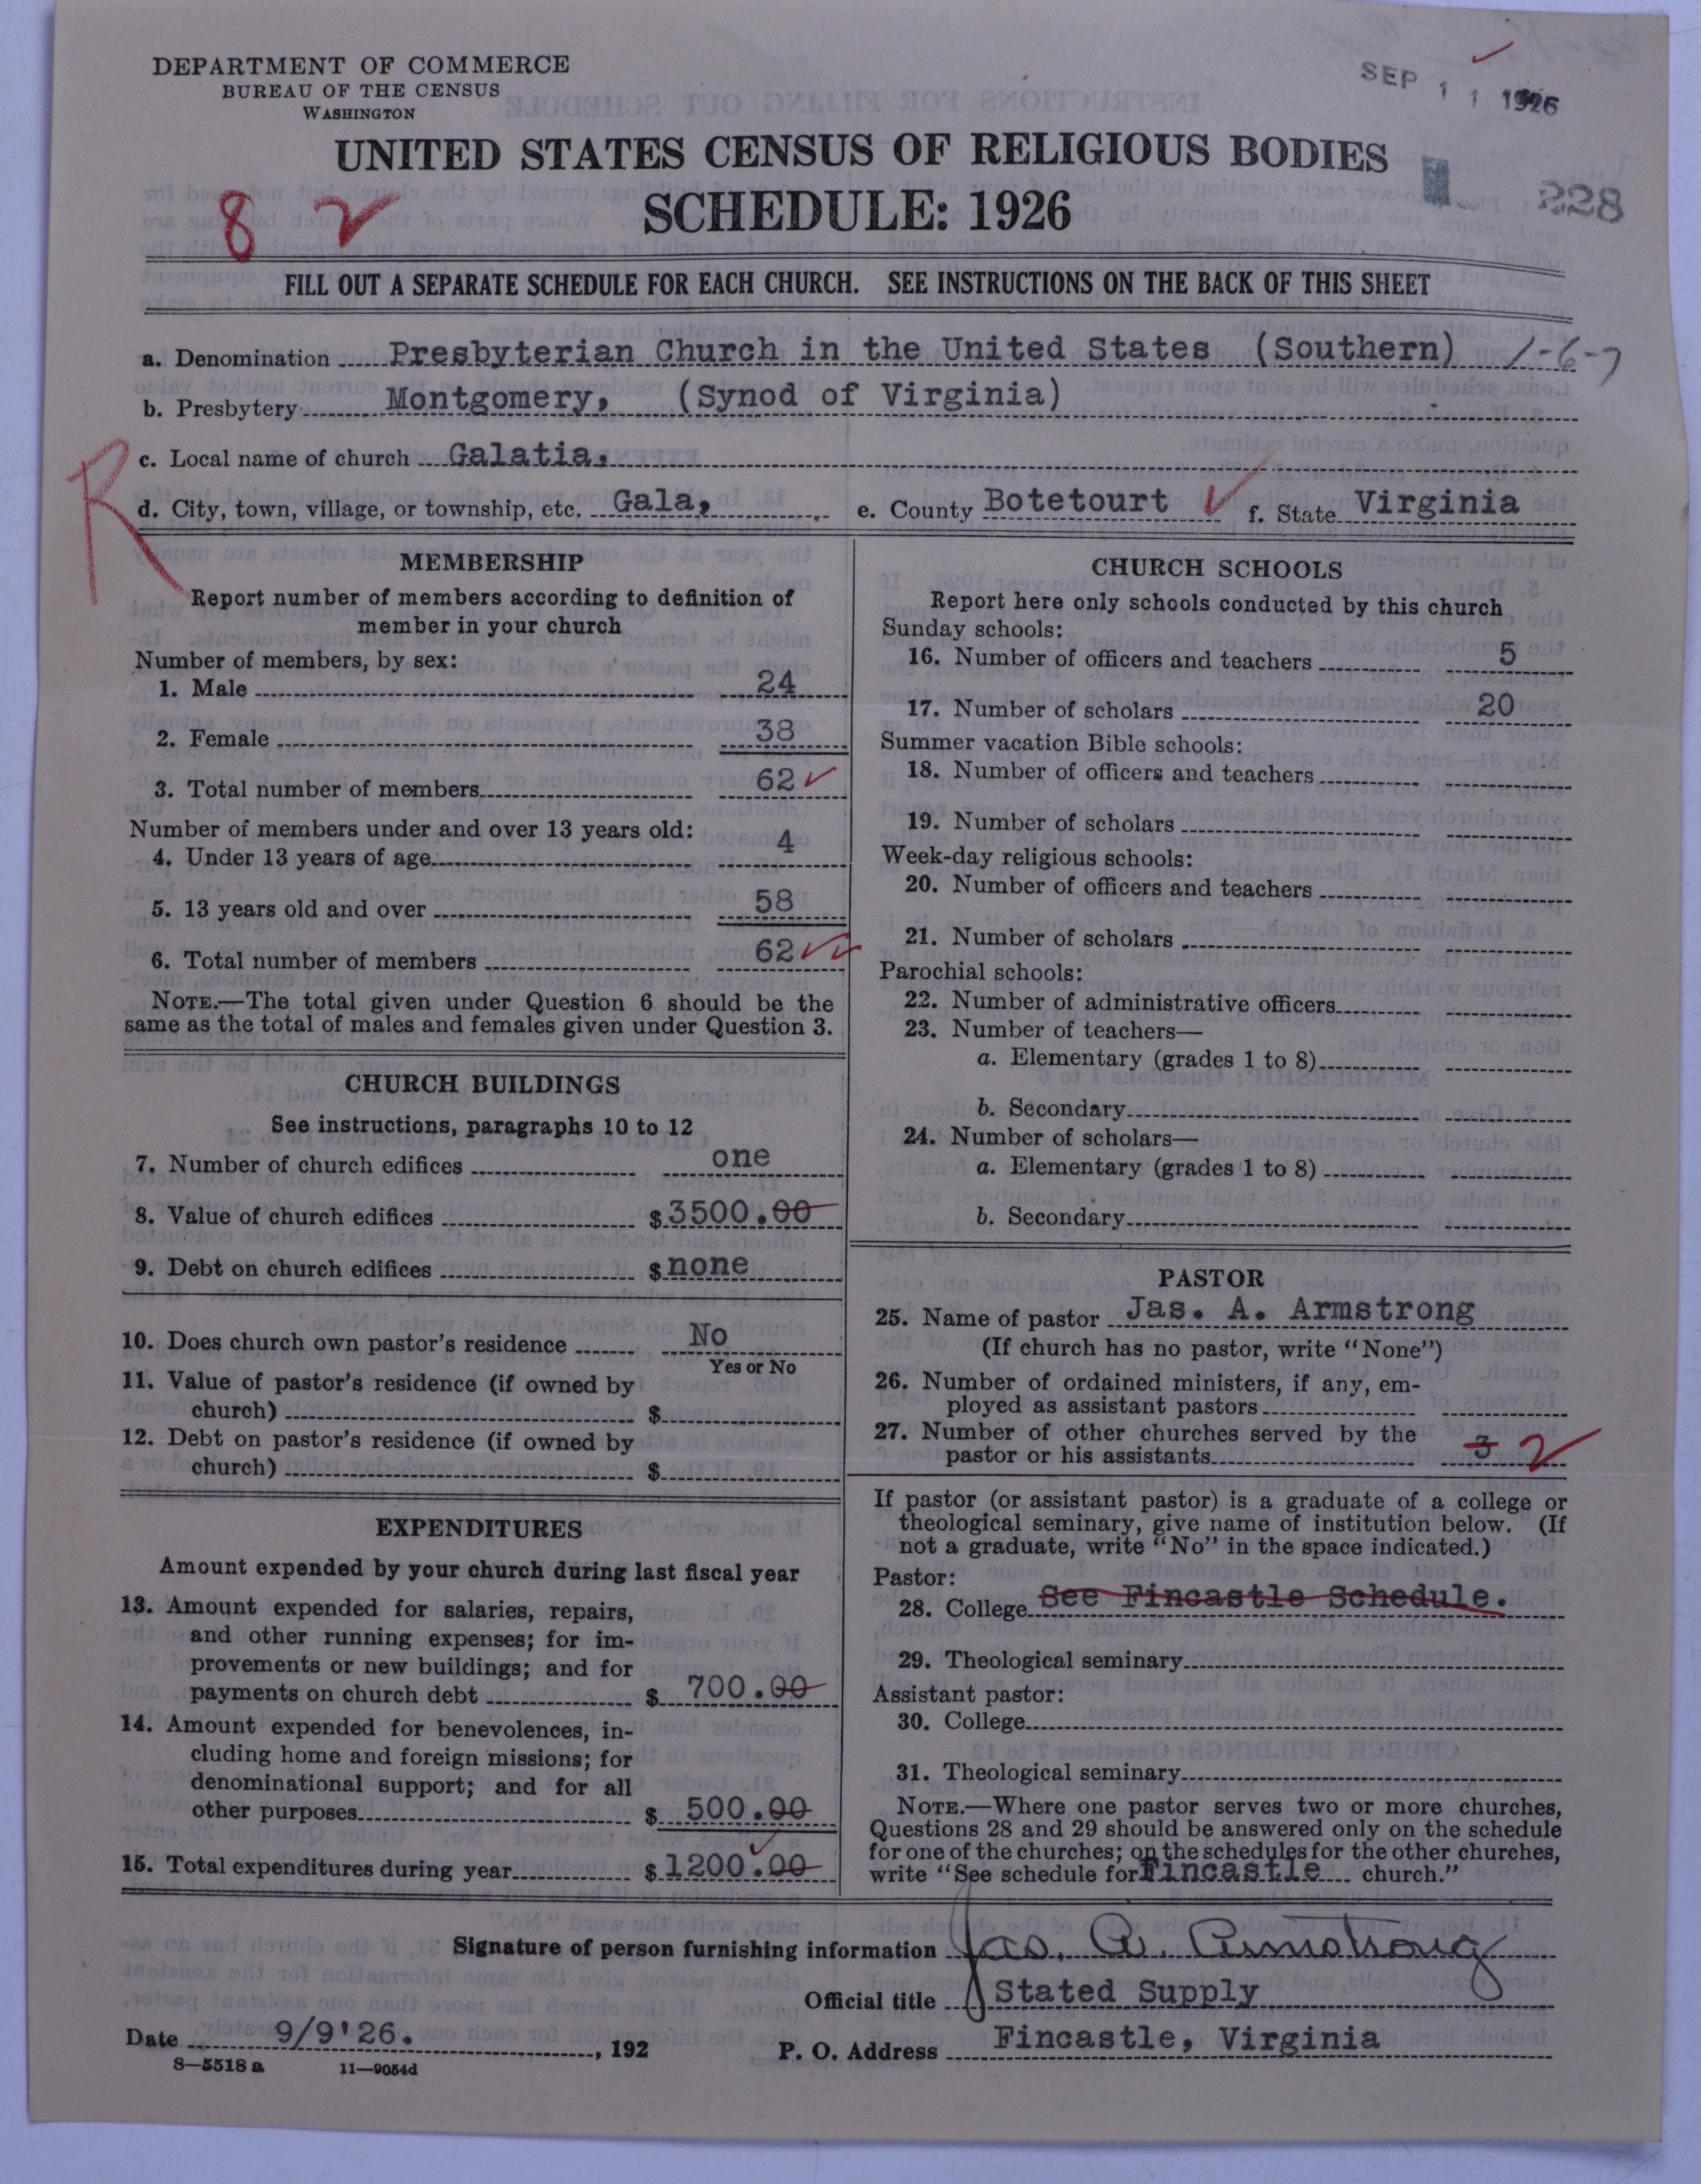 DEPARTMENT OF COMMERCE
BUREAU OF THE CENSUS
WASHINGTON
SEP 11 1926
UNITED STATES CENSUS OF RELIGIOUS BODIES
SCHEDULE: 1926
228
8 2
FILL OUT A SEPARATE SCHEDULE FOR EACH CHURCH. SEE INSTRUCTIONS ON THE BACK OF THIS SHEET
a. Denomination Presbyterian Church in the United States (Southern) 1-6-7
b. Presbytery Montgomery, (Synod of Virginia)
R
c. Local name of church Galatia,
d. City, town, village, or township, etc. Gala, e. County Botetourt f. State Virginia
MEMBERSHIP
Report number of members according to definition of
member in your church
Number of members, by sex:
1. Male 24
2. Female 38
3. Total number of members 62
Number of members under and over 13 years old:
4. Under 13 years of age 4
5. 13 years old and over 58
6. Total number of members 62
NOTE.—The total given under Question 6 should be the
same as the total of males and females given under Question 3.
CHURCH BUILDINGS
See instructions, paragraphs 10 to 12
7. Number of church edifices one
8. Value of church edifices $3500.00
9. Debt on church edifices $none
10. Does church own pastor's residence No
Yes or No
11. Value of pastor's residence (if owned by
church) $
12. Debt on pastor's residence (if owned by
church) $
EXPENDITURES
Amount expended by your church during last fiscal year
13. Amount expended for salaries, repairs,
and other running expenses; for im-
provements or new buildings; and for
payments on church debt $ 700.00
14. Amount expended for benevolences, in-
cluding home and foreign missions; for
denominational support; and for all
other purposes $ 500.00
15. Total expenditures during year $1200.00
CHURCH SCHOOLS
Report here only schools conducted by this church
Sunday schools:
16. Number of officers and teachers 5
17. Number of scholars 20
Summer vacation Bible schools:
18. Number of officers and teachers
19. Number of scholars
Week-day religious schools:
20. Number of officers and teachers
21. Number of scholars
Parochial schools:
22. Number of administrative officers
23. Number of teachers—
a. Elementary (grades 1 to 8)
b. Secondary
24. Number of scholars—
a. Elementary (grades 1 to 8)
b. Secondary
PASTOR
25. Name of pastor Jas. A. Armstrong
(If church has no pastor, write "None")
26. Number of ordained ministers, if any, em-
ployed as assistant pastors
27. Number of other churches served by the
pastor or his assistants 3 2
If pastor (or assistant pastor) is a graduate of a college or
theological seminary, give name of institution below. (If
not a graduate, write "No" in the space indicated.)
Pastor:
28. College See Fincastle Schedule.
29. Theological seminary
Assistant pastor:
30. College
31. Theological seminary
NOTE.—Where one pastor serves two or more churches,
Questions 28 and 29 should be answered only on the schedule
for one of the churches; on the schedules for the other churches,
write "See schedule for Fincastle church."
Signature of person furnishing information Jas. A. Armstrong
Official title Stated Supply
Date 9/9'26. , 192
P. O. Address Fincastle, Virginia
8—5518 a 11—9054d